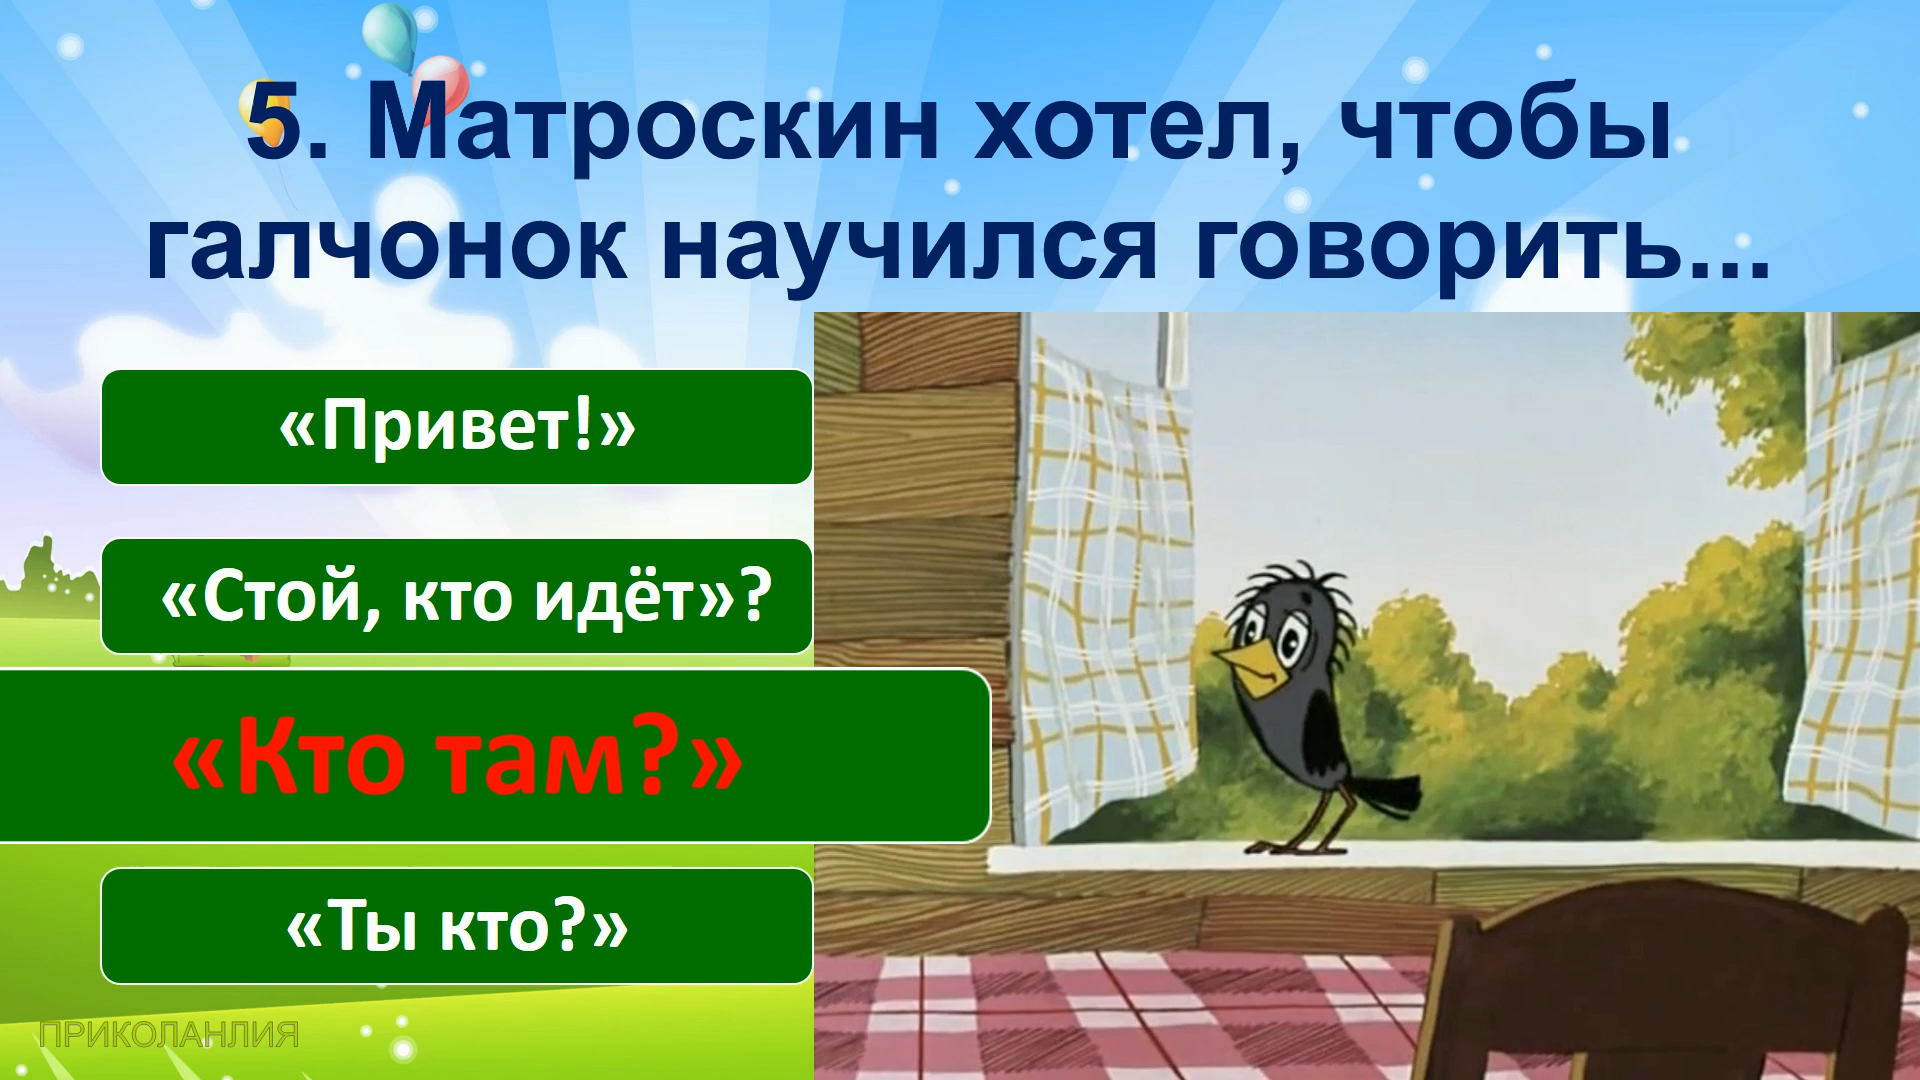 5. Матроскин хотел, чтобы
галчонок научился говорить...
«Привет!»
«Стой, кто идёт»?
«Кто там?»
«Ты кто?»
ПРИКОЛАНЛИЯ